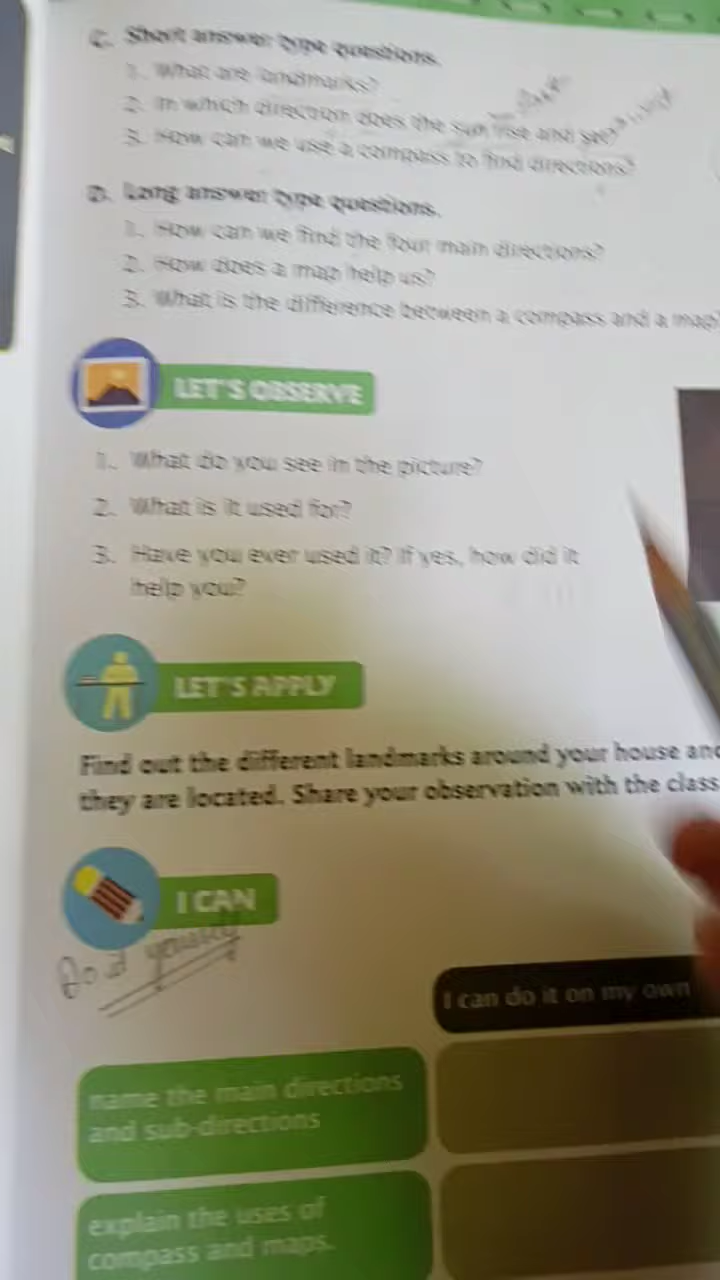 C. Short answer type questions.
1. What are landmarks?
2. In which direction does the sun rise and set?
3. How can we use a compass to find directions?
D. Long answer type questions.
1. How can we find the four main directions?
2. How does a map help us?
3. What is the difference between a compass and a map?
LET'S OBSERVE
1. What do you see in the picture?
2. What is it used for?
3. Have you ever used it? If yes, how did it
help you?
LET'S APPLY
Find out the different landmarks around your house and
they are located. Share your observation with the class
I CAN
Do it yourself
I can do it on my own
name the main directions
and sub-directions
explain the uses of
compass and maps.